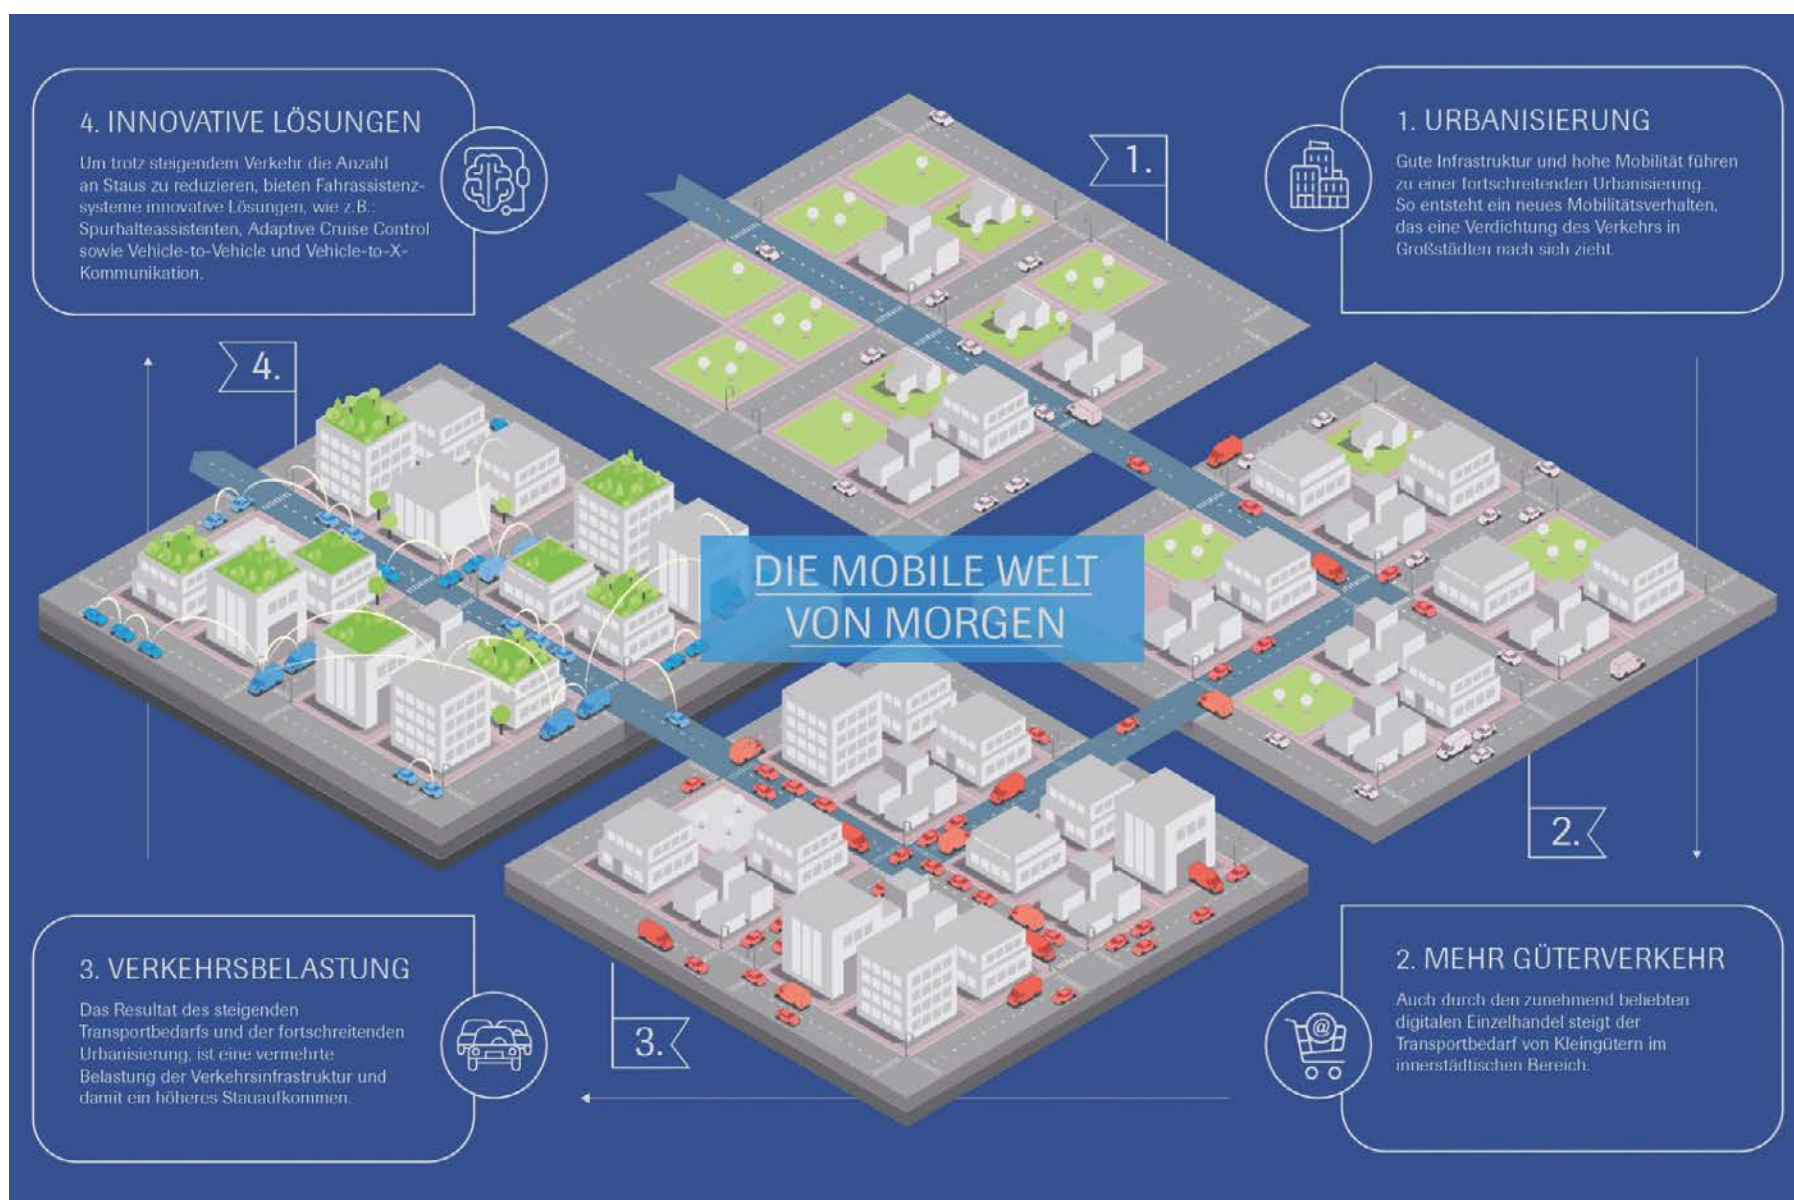 DIE MOBILE WELT
VON MORGEN
1. URBANISIERUNG
Gute Infrastruktur und hohe Mobilität führen
zu einer fortschreitenden Urbanisierung.
So entsteht ein neues Mobilitätsverhalten,
das eine Verdichtung des Verkehrs in
Großstädten nach sich zieht.
1.
2. MEHR GÜTERVERKEHR
Auch durch den zunehmend beliebten
digitalen Einzelhandel steigt der
Transportbedarf von Kleingütern im
innerstädtischen Bereich.
@
2.
3. VERKEHRSBELASTUNG
Das Resultat des steigenden
Transportbedarfs und der fortschreitenden
Urbanisierung, ist eine vermehrte
Belastung der Verkehrsinfrastruktur und
damit ein höheres Stauaufkommen.
3.
4. INNOVATIVE LÖSUNGEN
Um trotz steigendem Verkehr die Anzahl
an Staus zu reduzieren, bieten Fahrassistenz-
systeme innovative Lösungen, wie z.B.:
Spurhalteassistenten, Adaptive Cruise Control
sowie Vehicle-to-Vehicle und Vehicle-to-X-
Kommunikation.
4.